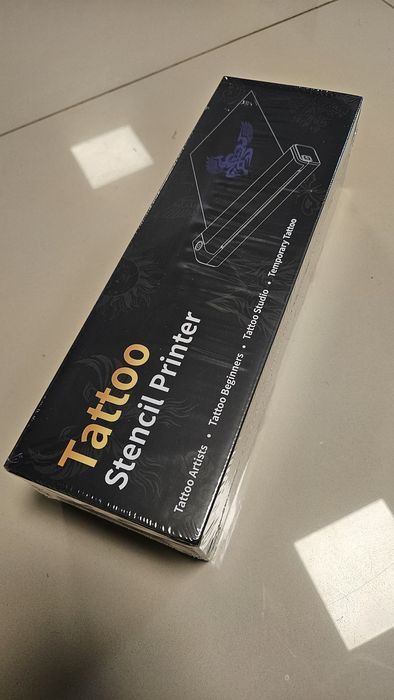 Tattoo
Stencil Printer
Tattoo Artists • Tattoo Beginners • Tattoo Studio • Temporary Tattoo